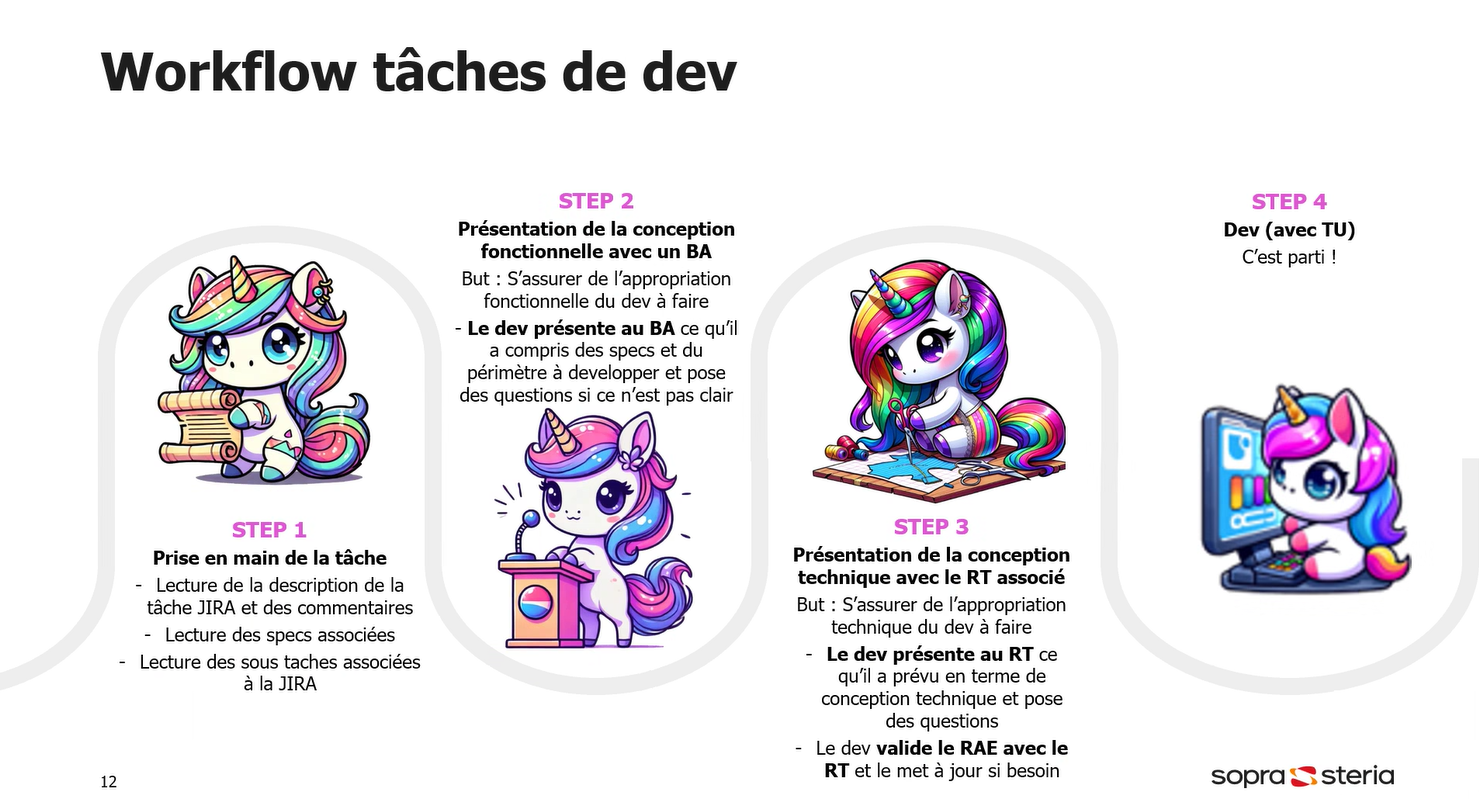 Workflow tâches de dev
STEP 1
Prise en main de la tâche
- Lecture de la description de la
tâche JIRA et des commentaires
- Lecture des specs associées
- Lecture des sous taches associées
à la JIRA
STEP 2
Présentation de la conception
fonctionnelle avec un BA
But : S’assurer de l’appropriation
fonctionnelle du dev à faire
- Le dev présente au BA ce qu’il
a compris des specs et du
périmètre à developper et pose
des questions si ce n’est pas clair
STEP 3
Présentation de la conception
technique avec le RT associé
But : S’assurer de l’appropriation
technique du dev à faire
- Le dev présente au RT ce
qu’il a prévu en terme de
conception technique et pose
des questions
- Le dev valide le RAE avec le
RT et le met à jour si besoin
STEP 4
Dev (avec TU)
C’est parti !
12
sopra steria